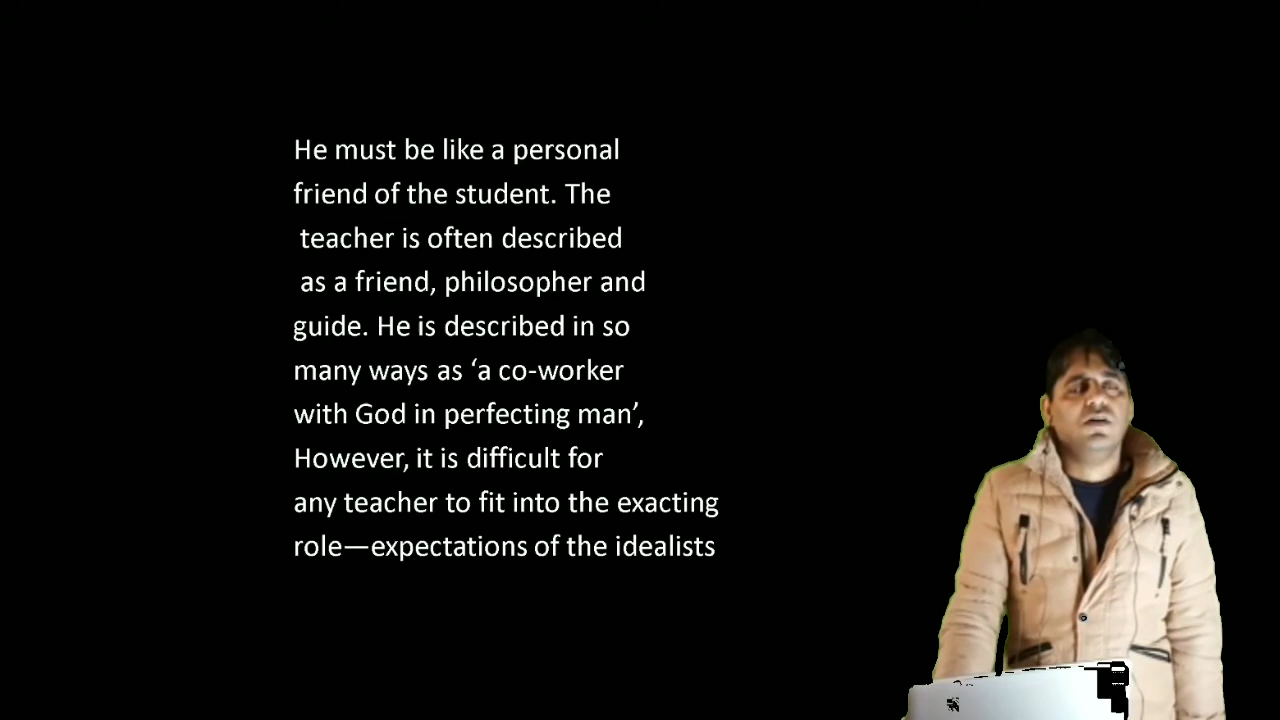 He must be like a personal
friend of the student. The
teacher is often described
as a friend, philosopher and
guide. He is described in so
many ways as ‘a co-worker
with God in perfecting man’,
However, it is difficult for
any teacher to fit into the exacting
role—expectations of the idealists